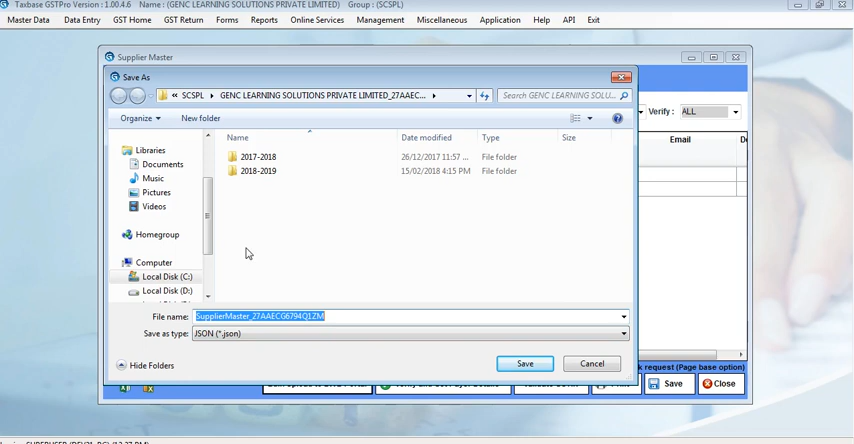 Taxbase GSTPro Version : 1.00.4.6 Name : (GENC LEARNING SOLUTIONS PRIVATE LIMITED) Group : (SCSPL)
Master Data Data Entry GST Home GST Return Forms Reports Online Services Management Miscellaneous Application Help API Exit
Supplier Master
Save As
« SCSPL GENC LEARNING SOLUTIONS PRIVATE LIMITED_27AAEC... Search GENC LEARNING SOLU...
Verify : ALL
Organize New folder
Name Date modified Type Size
Email
Libraries
Documents
Music
Pictures
Videos
Homegroup
Computer
Local Disk (C:)
Local Disk (D:)
2017-2018 26/12/2017 11:57 ... File folder
2018-2019 15/02/2018 4:15 PM File folder
File name: SupplierMaster_27AAECG6794Q1ZM
Save as type: JSON (*.json)
Hide Folders Save Cancel
request (Page base option)
Save Close